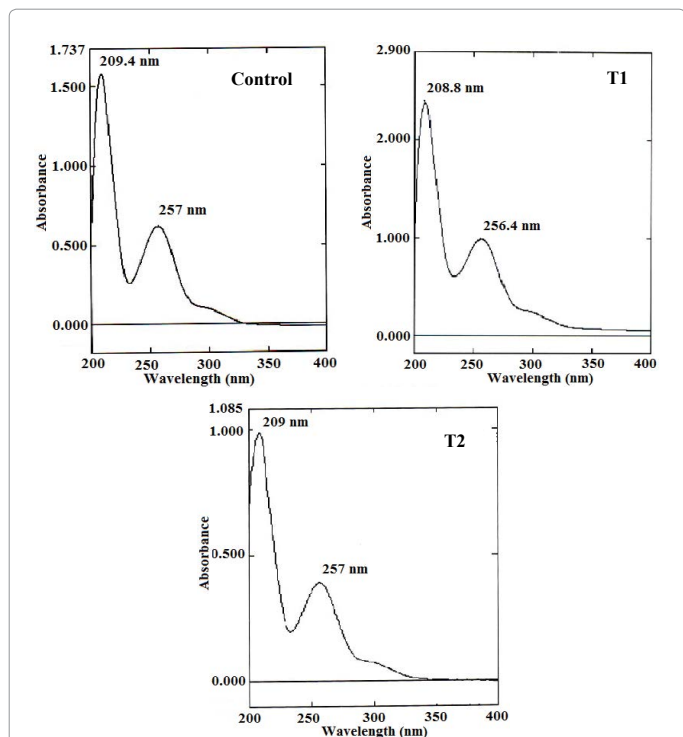 1.737
209.4 nm
Control
1.500
1.000
257 nm
0.500
0.000
Absorbance
200
250
300
350
400
Wavelength (nm)
2.900
T1
208.8 nm
2.000
256.4 nm
1.000
0.000
Absorbance
200
250
300
350
400
Wavelength (nm)
1.085
209 nm
1.000
T2
0.500
257 nm
0.000
Absorbance
200
250
300
350
400
Wavelength (nm)